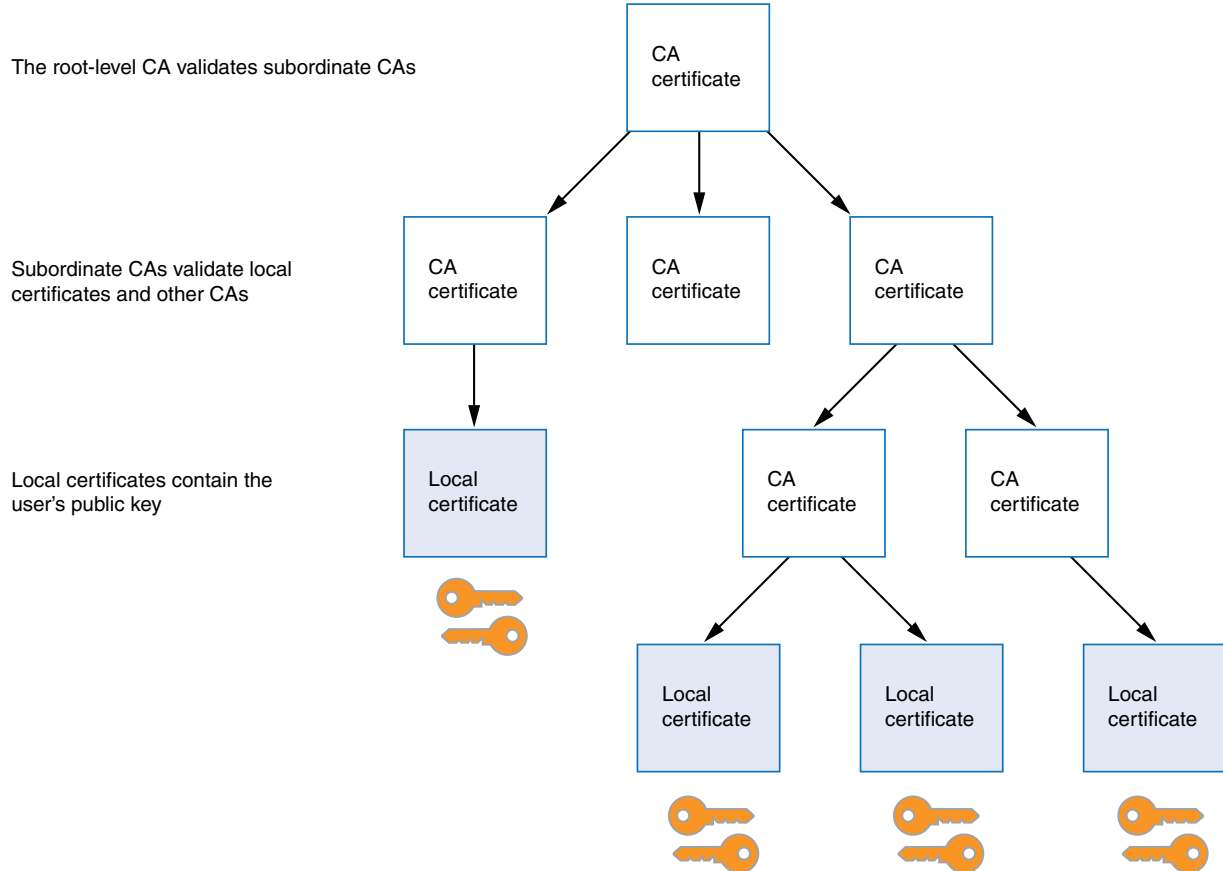 The root-level CA validates subordinate CAs
CA
certificate
Subordinate CAs validate local
certificates and other CAs
CA
certificate
CA
certificate
CA
certificate
Local certificates contain the
user's public key
Local
certificate
CA
certificate
CA
certificate
Local
certificate
Local
certificate
Local
certificate